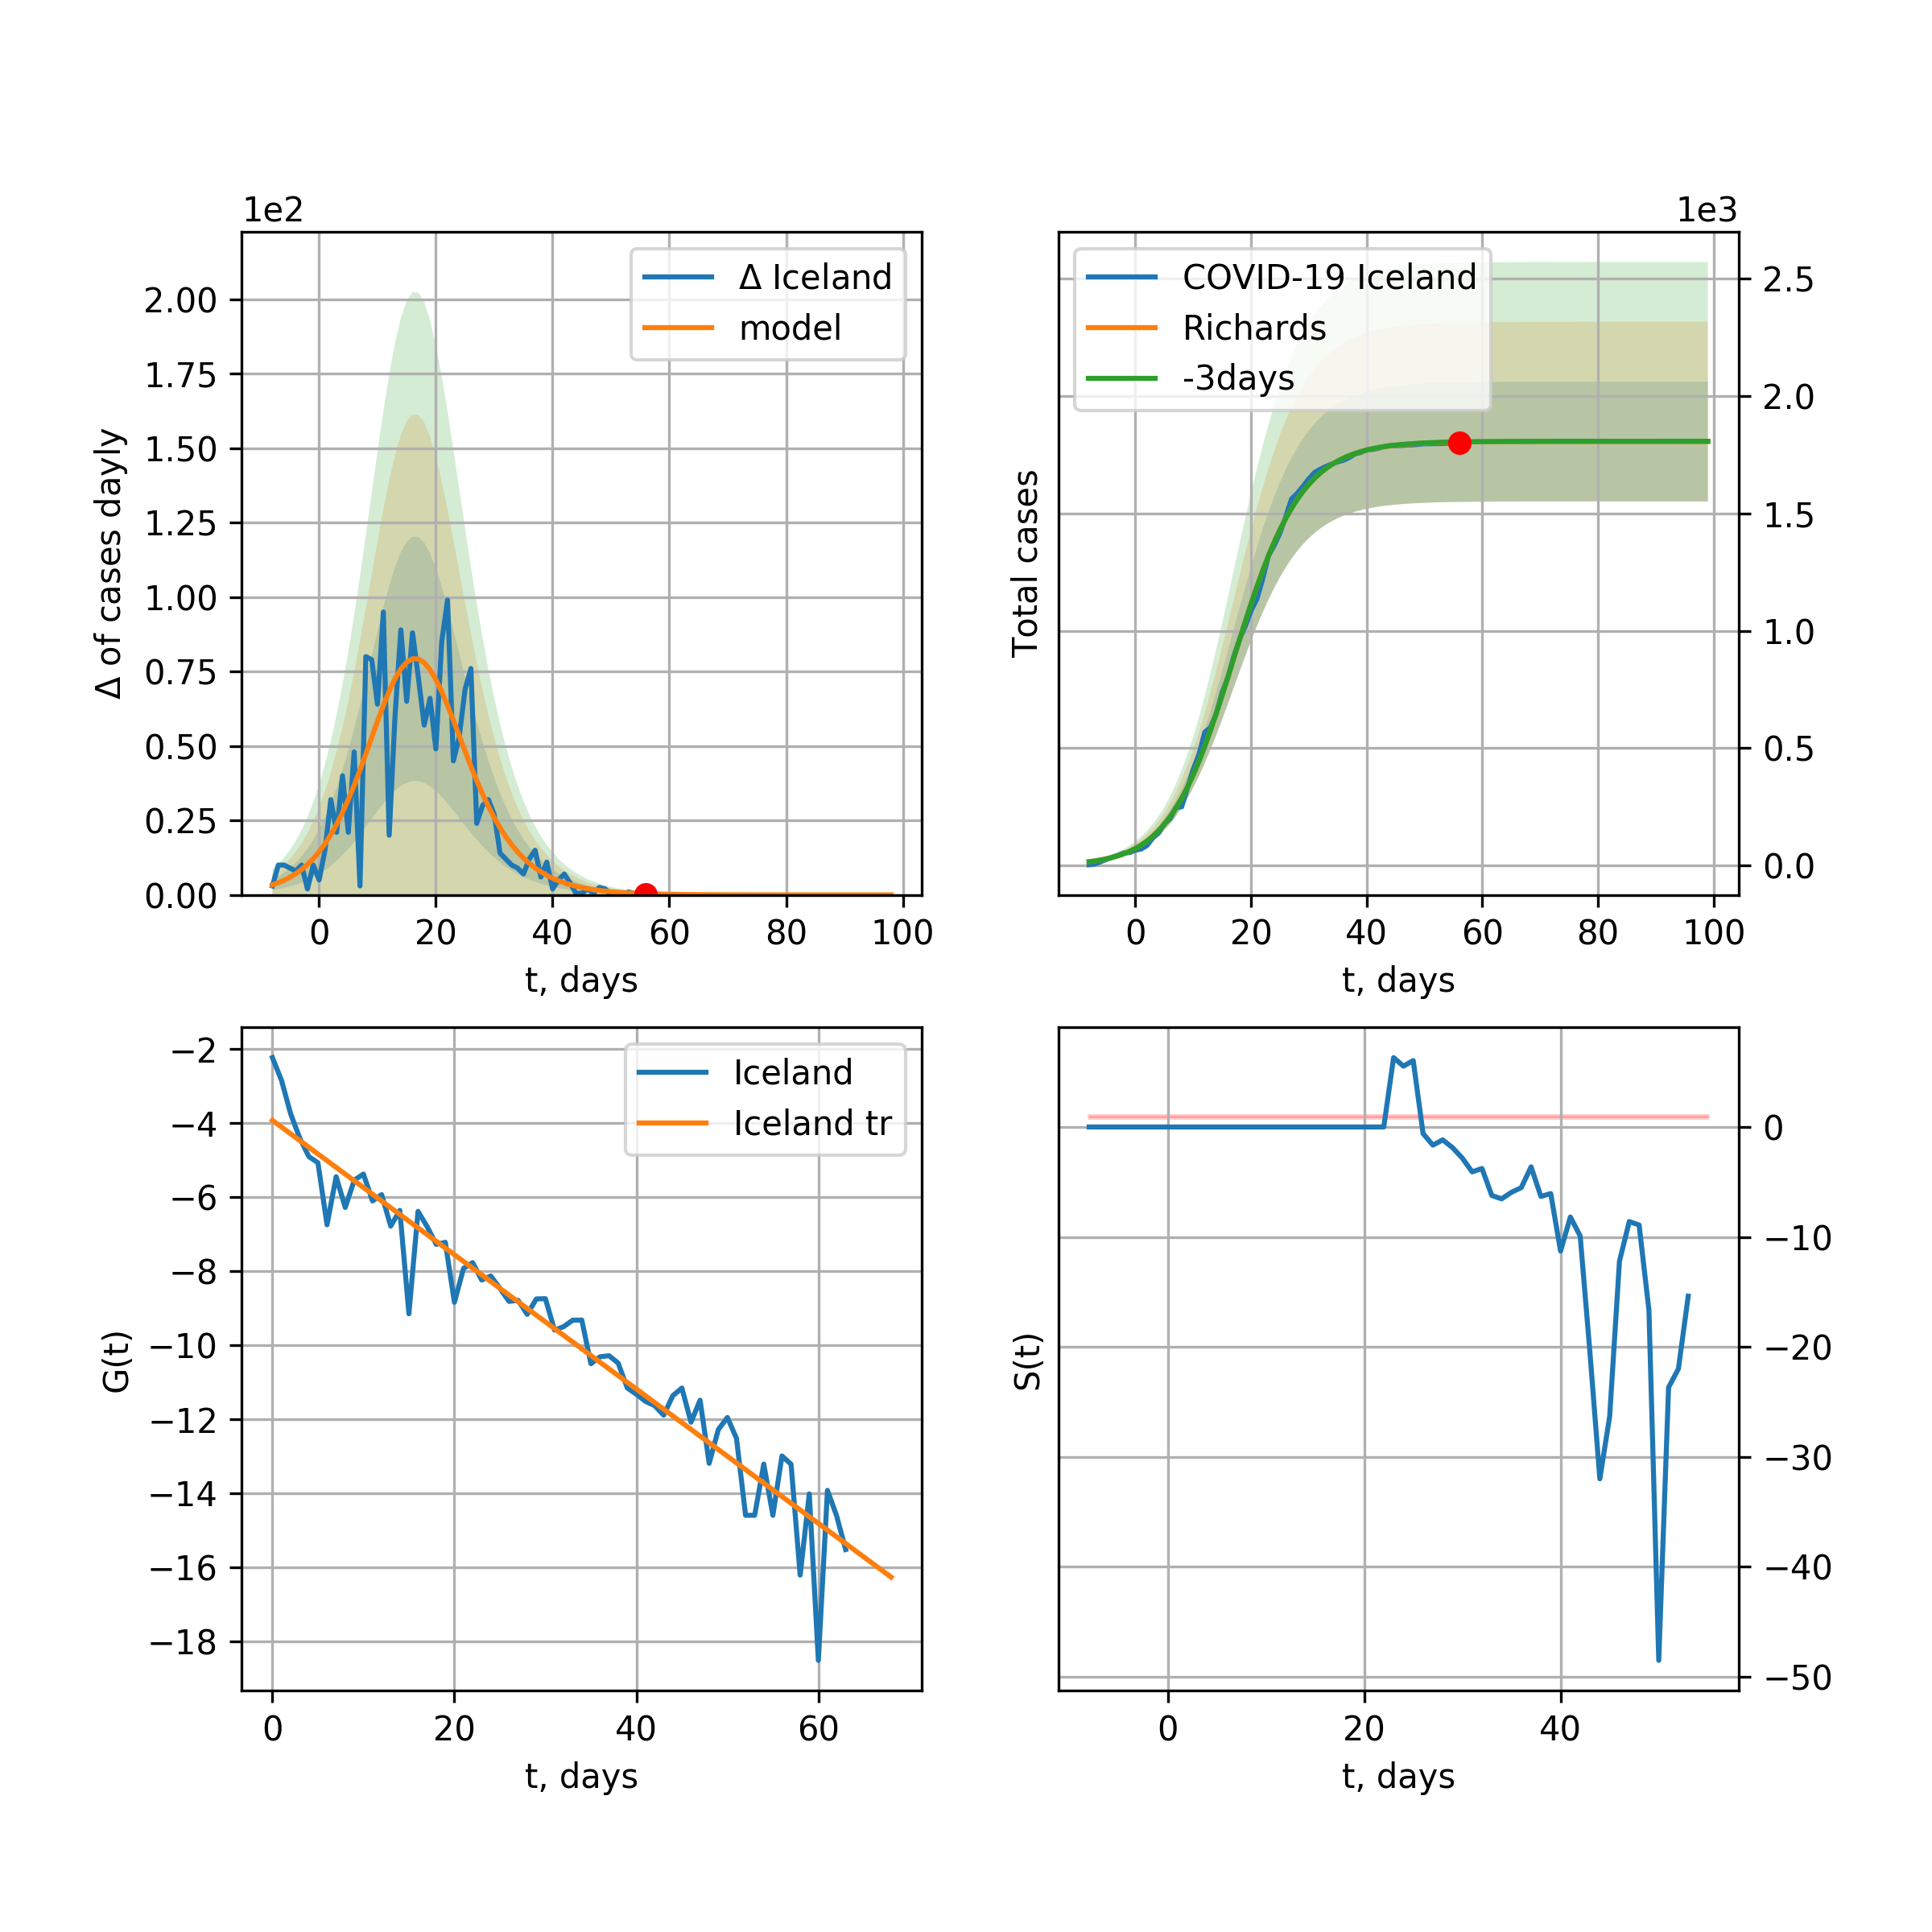 1e2
Δ of cases dayly
2.00
1.75
1.50
1.25
1.00
0.75
0.50
0.25
0.00
Δ Iceland
model
0 20 40 60 80 100
t, days
1e3
Total cases
COVID-19 Iceland
Richards
-3days
2.5
2.0
1.5
1.0
0.5
0.0
0 20 40 60 80 100
t, days
G(t)
−2
−4
−6
−8
−10
−12
−14
−16
−18
Iceland
Iceland tr
0 20 40 60
t, days
S(t)
0
−10
−20
−30
−40
−50
0 20 40
t, days